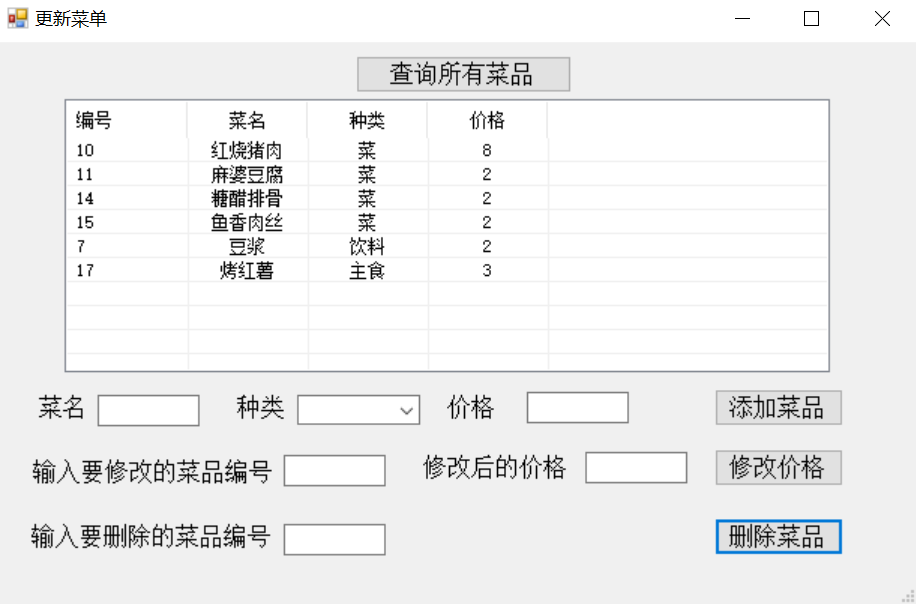 更新菜单
查询所有菜品
编号 菜名 种类 价格
10 红烧猪肉 菜 8
11 麻婆豆腐 菜 2
14 糖醋排骨 菜 2
15 鱼香肉丝 菜 2
7 豆浆 饮料 2
17 烤红薯 主食 3
菜名 种类 价格 添加菜品
输入要修改的菜品编号 修改后的价格 修改价格
输入要删除的菜品编号 删除菜品